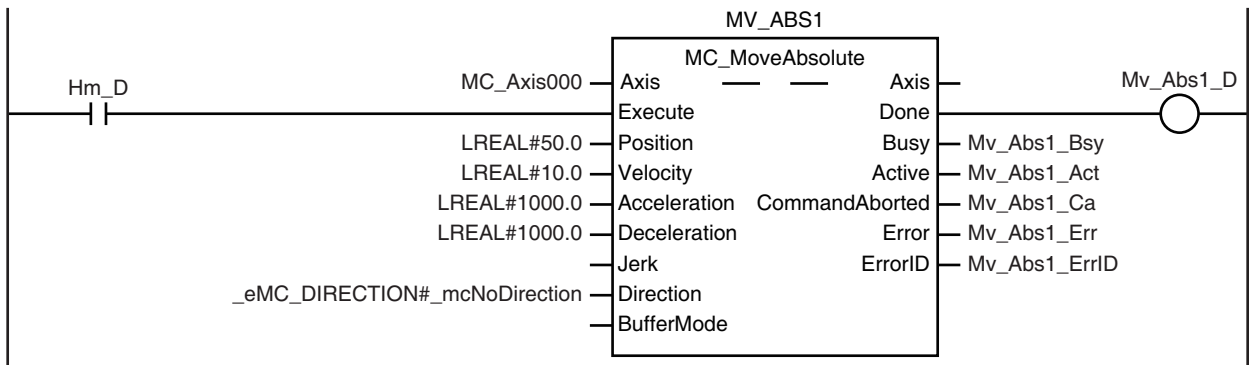 MV_ABS1
MC_MoveAbsolute
Hm_D
MC_Axis000 Axis Axis Mv_Abs1_D
Execute Done
LREAL#50.0 Position Busy Mv_Abs1_Bsy
LREAL#10.0 Velocity Active Mv_Abs1_Act
LREAL#1000.0 Acceleration CommandAborted Mv_Abs1_Ca
LREAL#1000.0 Deceleration Error Mv_Abs1_Err
Jerk ErrorID Mv_Abs1_ErrID
_eMC_DIRECTION#_mcNoDirection Direction
BufferMode